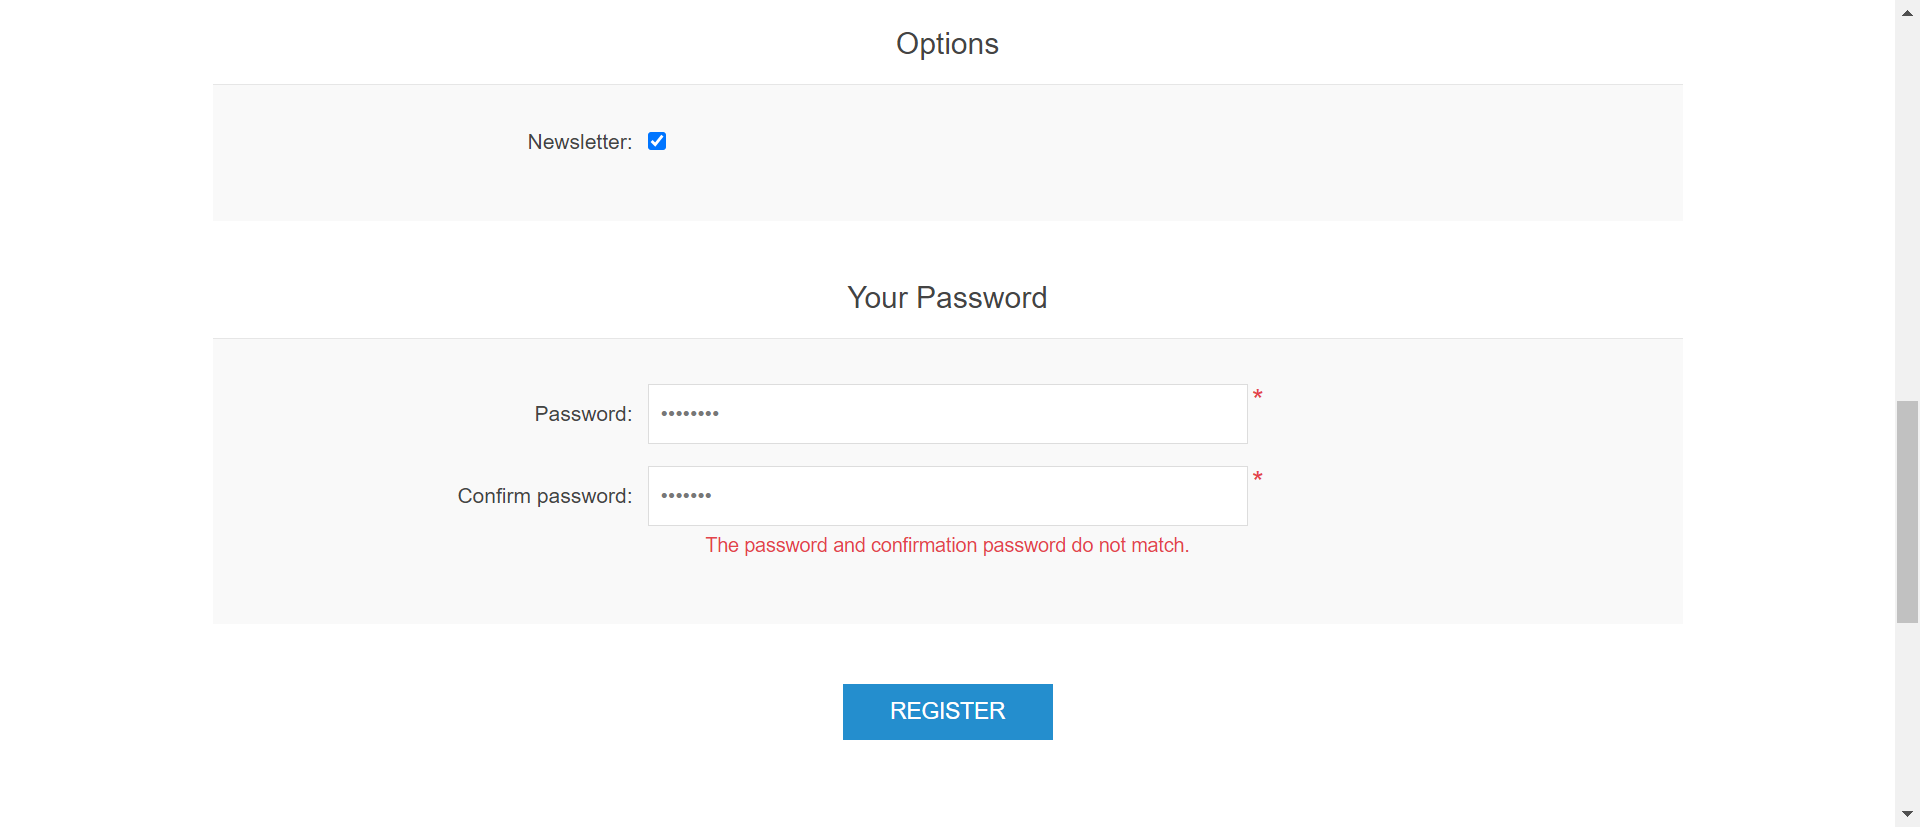 Options
Newsletter:
Your Password
Password: •••••••• *
Confirm password: ••••••• *
The password and confirmation password do not match.
REGISTER